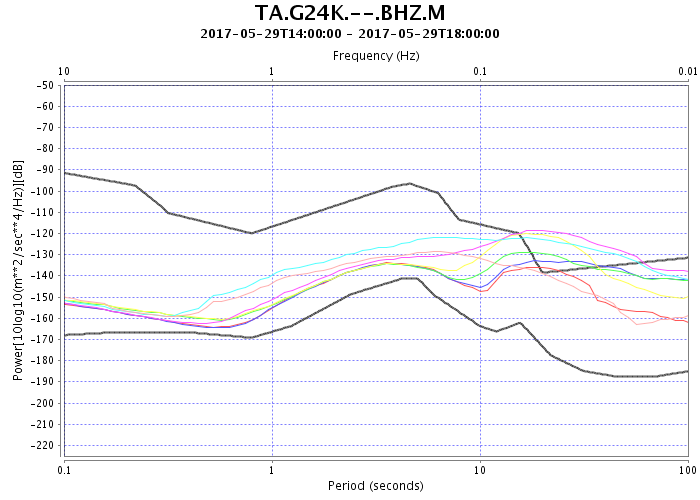 TA.G24K.--.BHZ.M
2017-05-29T14:00:00 - 2017-05-29T18:00:00
Frequency (Hz)
10 1 0.1 0.01
-50
-60
-70
-80
-90
-100
-110
-120
-130
-140
-150
-160
-170
-180
-190
-200
-210
-220
Power[10log10(m**2/sec**4/Hz)][dB]
0.1 1 10 100
Period (seconds)